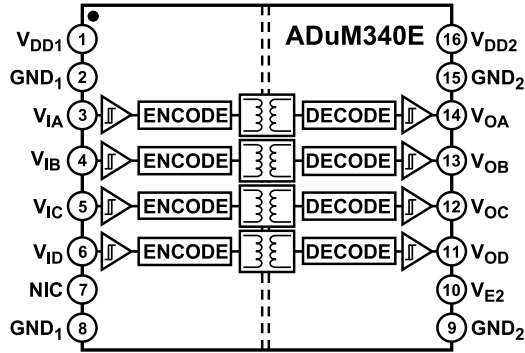 ADuM340E
VDD1 1
GND1 2
VIA 3 ENCODE DECODE 14 VOA
VIB 4 ENCODE DECODE 13 VOB
VIC 5 ENCODE DECODE 12 VOC
VID 6 ENCODE DECODE 11 VOD
NIC 7
GND1 8
16 VDD2
15 GND2
10 VE2
9 GND2